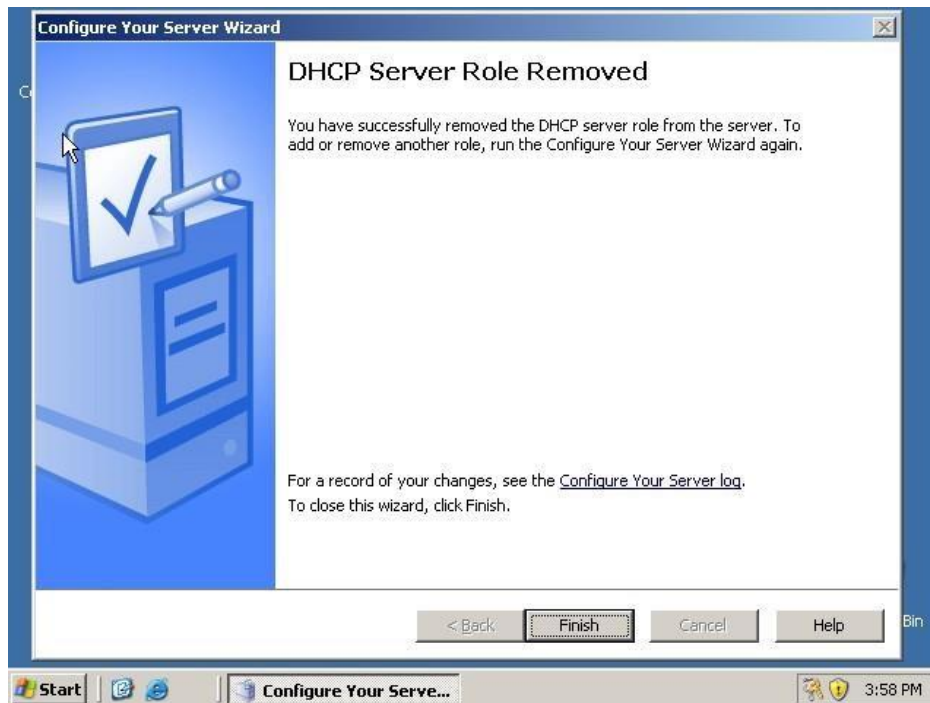 Configure Your Server Wizard
DHCP Server Role Removed
You have successfully removed the DHCP server role from the server. To
add or remove another role, run the Configure Your Server Wizard again.
For a record of your changes, see the Configure Your Server log.
To close this wizard, click Finish.
< Back
Finish
Cancel
Help
Bin
Start
Configure Your Serve...
3:58 PM